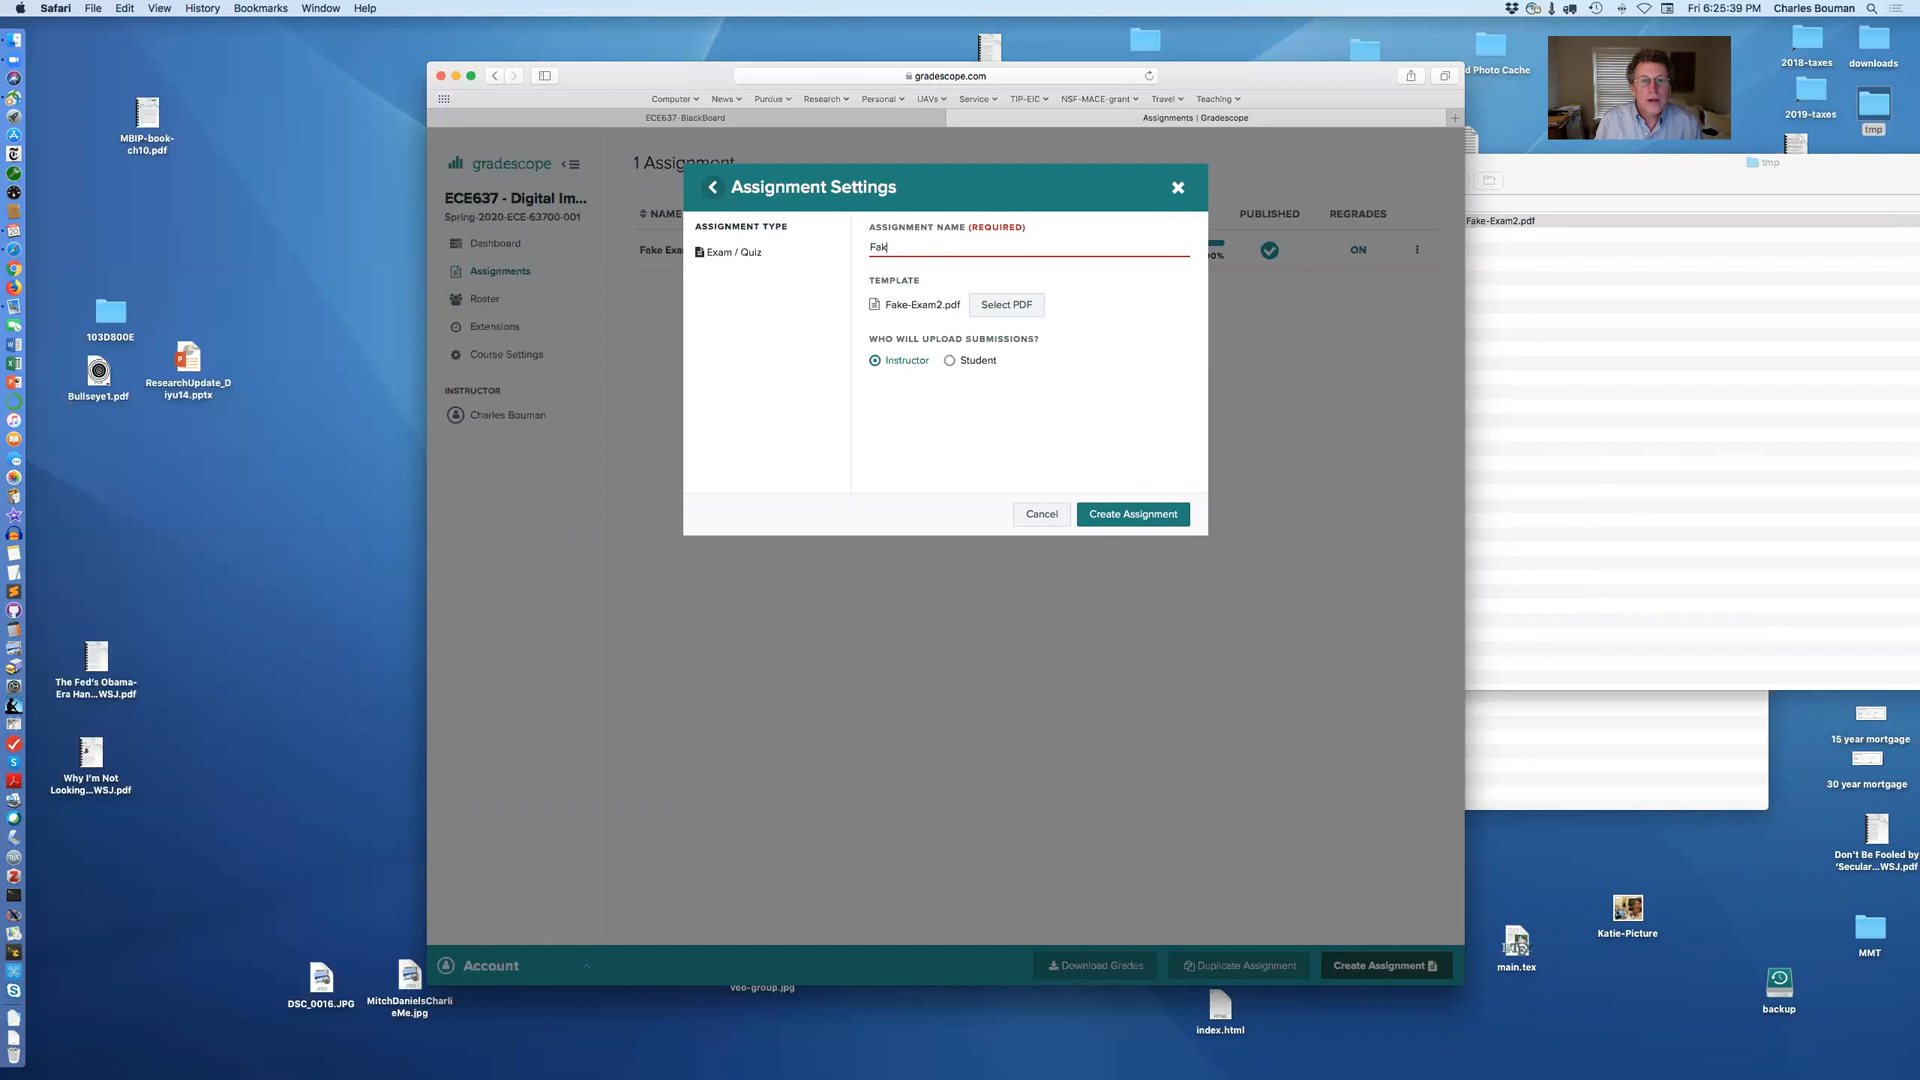 Safari File Edit View History Bookmarks Window Help
Fri 6:25:39 PM Charles Bouman
MBIP-book-
ch10.pdf
103D800E
Bullseye1.pdf
ResearchUpdate_D
iyu14.pptx
The Fed's Obama-
Era Han...WSJ.pdf
Why I'm Not
Looking...WSJ.pdf
DSC_0016.JPG
MitchDanielsCharli
eMe.jpg
gradescope.com
Computer News Purdue Research Personal UAVs Service TIP-EIC NSF-MACE-grant Travel Teaching
ECE637-BlackBoard
Assignments | Gradescope
gradescope
ECE637 - Digital Im...
Spring-2020-ECE-63700-001
Dashboard
Assignments
Roster
Extensions
Course Settings
INSTRUCTOR
Charles Bouman
1 Assignment
NAME
PUBLISHED
REGRADES
Fake Exa
ON
Assignment Settings
ASSIGNMENT TYPE
Exam / Quiz
ASSIGNMENT NAME (REQUIRED)
Fak
TEMPLATE
Fake-Exam2.pdf
Select PDF
WHO WILL UPLOAD SUBMISSIONS?
Instructor
Student
Cancel
Create Assignment
Account
Download Grades
Duplicate Assignment
Create Assignment
veo-group.jpg
index.html
d Photo Cache
2018-taxes
downloads
2019-taxes
tmp
tmp
Fake-Exam2.pdf
15 year mortgage
30 year mortgage
Don't Be Fooled by
'Secular...WSJ.pdf
Katie-Picture
main.tex
MMT
backup